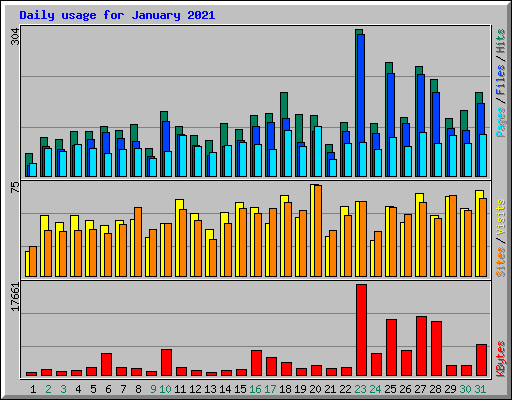 Daily usage for January 2021
304
Pages / Files / Hits
75
Sites / Visits
17661
KBytes
1 2 3 4 5 6 7 8 9 10 11 12 13 14 15 16 17 18 19 20 21 22 23 24 25 26 27 28 29 30 31